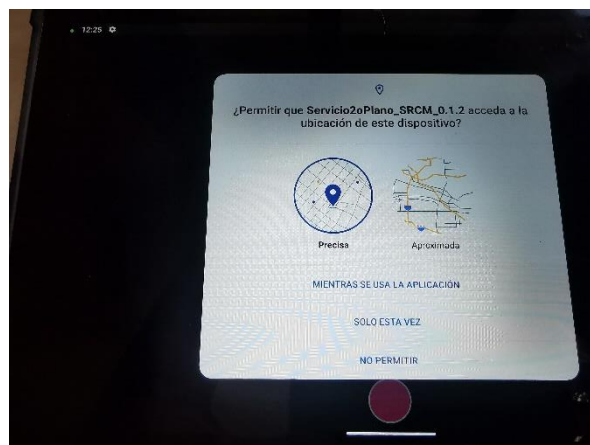 12:25
¿Permitir que Servicio2oPlano_SRCM_0.1.2 acceda a la
ubicación de este dispositivo?
Precisa
Aproximada
MIENTRAS SE USA LA APLICACIÓN
SOLO ESTA VEZ
NO PERMITIR